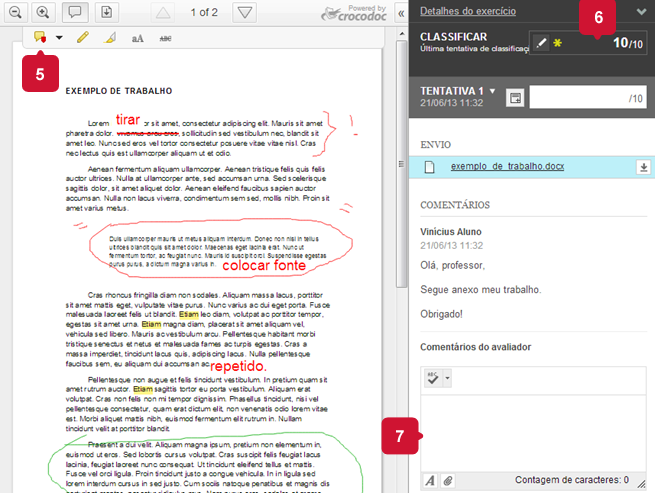 1 of 2
Powered by
crocodoc
«
aA
ABC
5
EXEMPLO DE TRABALHO
tirar
Lorem or sit amet, consectetur adipiscing elit. Mauris sit amet
pharetra dolor. vivamus arcu eros, sollicitudin sed vestibulum nec, blandit sit
amet leo. Nunc sed eros vel tortor consectetur posuere vitae vitae nisl. Cras
nec lectus quis est ullamcorper aliquam ut et odio.
Aenean fermentum aliquam ullamcorper. Aenean tristique felis quis felis
auctor ultrices. Nulla at ullamcorper ante, sed accumsan urna. Sed scelerisque
sagittis dolor, sit amet aliquet dolor. Aenean eleifend faucibus sapien auctor
accumsan. Nulla non lacus viverra, condimentum sem sed, mollis nibh. Proin sit
amet varius metus.
Duis ullamcorper mauris ut metus aliquam interdum. Donec non nisi in tellus
ultrices blandit quis sit amet dolor. Maecenas eget lacinia erat. Nunc ut
fermentum tortor, ac feugiat nunc. Mauris id suscipit orci. Suspendisse egestas
purus purus, a dictum magna varius in.
colocar fonte
Cras rhoncus fringilla diam non sodales. Aliquam massa lacus, porttitor
sit amet mattis eget, vulputate vitae purus. Nunc varius ac dui eget porta. Fusce
malesuada laoreet felis ut blandit. Etiam leo diam, volutpat ac porttitor tempor,
egestas sit amet urna. Etiam magna diam, placerat sit amet aliquam vel,
vehicula sed libero. Mauris ac vestibulum arcu. Pellentesque habitant morbi
tristique senectus et netus et malesuada fames ac turpis egestas. Cras a
massa imperdiet, tincidunt lacus quis, adipiscing lacus. Nulla pellentesque
faucibus sem, eu aliquam dui accumsan ac.
repetido.
Pellentesque non augue et felis tincidunt vestibulum. In pretium quam sit
amet rutrum auctor. Etiam sagittis tortor eu porta vestibulum. Aliquam erat
volutpat. Cras non felis non mi tempor dignissim. Phasellus tincidunt, nisi vel
pellentesque consectetur, quam erat dictum elit, non venenatis odio lorem vitae
est. Morbi aliquet mattis nibh, euismod fermentum elit rutrum in. Nullam
tincidunt velit at porttitor blandit.
Praesent a dui velit. Aliquam magna ipsum, pretium non elementum in,
euismod ut eros. Sed lobortis cursus volutpat. Cras suscipit felis feugiat lacus
lacinia, feugiat laoreet nunc consequat. Ut tincidunt eleifend tellus et mattis.
Fusce vel orci ligula. Proin tincidunt justo a congue vehicula. In in ligula sed
lorem interdum cursus in sed justo. Cum sociis natoque penatibus et magnis dis
Detalhes do exercício
6
CLASSIFICAR
Última tentativa de classificaçã
10/10
TENTATIVA 1
21/06/13 11:32
/10
ENVIO
exemplo_de_trabalho.docx
COMENTÁRIOS
Vinicius Aluno
21/06/13 11:32
Olá, professor,
Segue anexo meu trabalho.
Obrigado!
Comentários do avaliador
ABC
7
A
Contagem de caracteres: 0